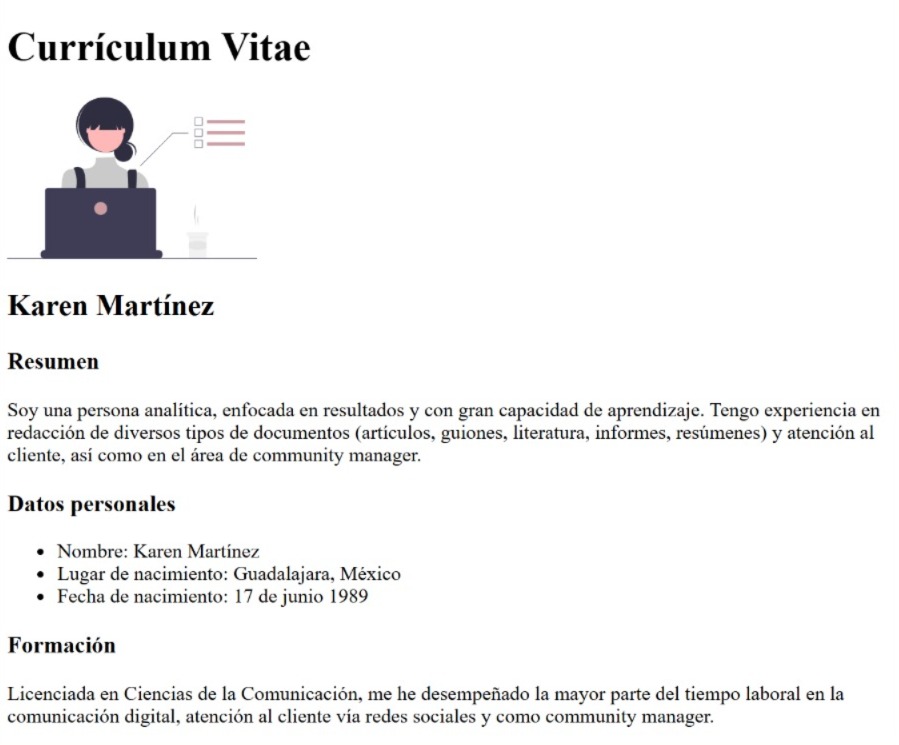 Currículum Vitae
Karen Martínez
Resumen
Soy una persona analítica, enfocada en resultados y con gran capacidad de aprendizaje. Tengo experiencia en
redacción de diversos tipos de documentos (artículos, guiones, literatura, informes, resúmenes) y atención al
cliente, así como en el área de community manager.
Datos personales
• Nombre: Karen Martínez
• Lugar de nacimiento: Guadalajara, México
• Fecha de nacimiento: 17 de junio 1989
Formación
Licenciada en Ciencias de la Comunicación, me he desempeñado la mayor parte del tiempo laboral en la
comunicación digital, atención al cliente vía redes sociales y como community manager.